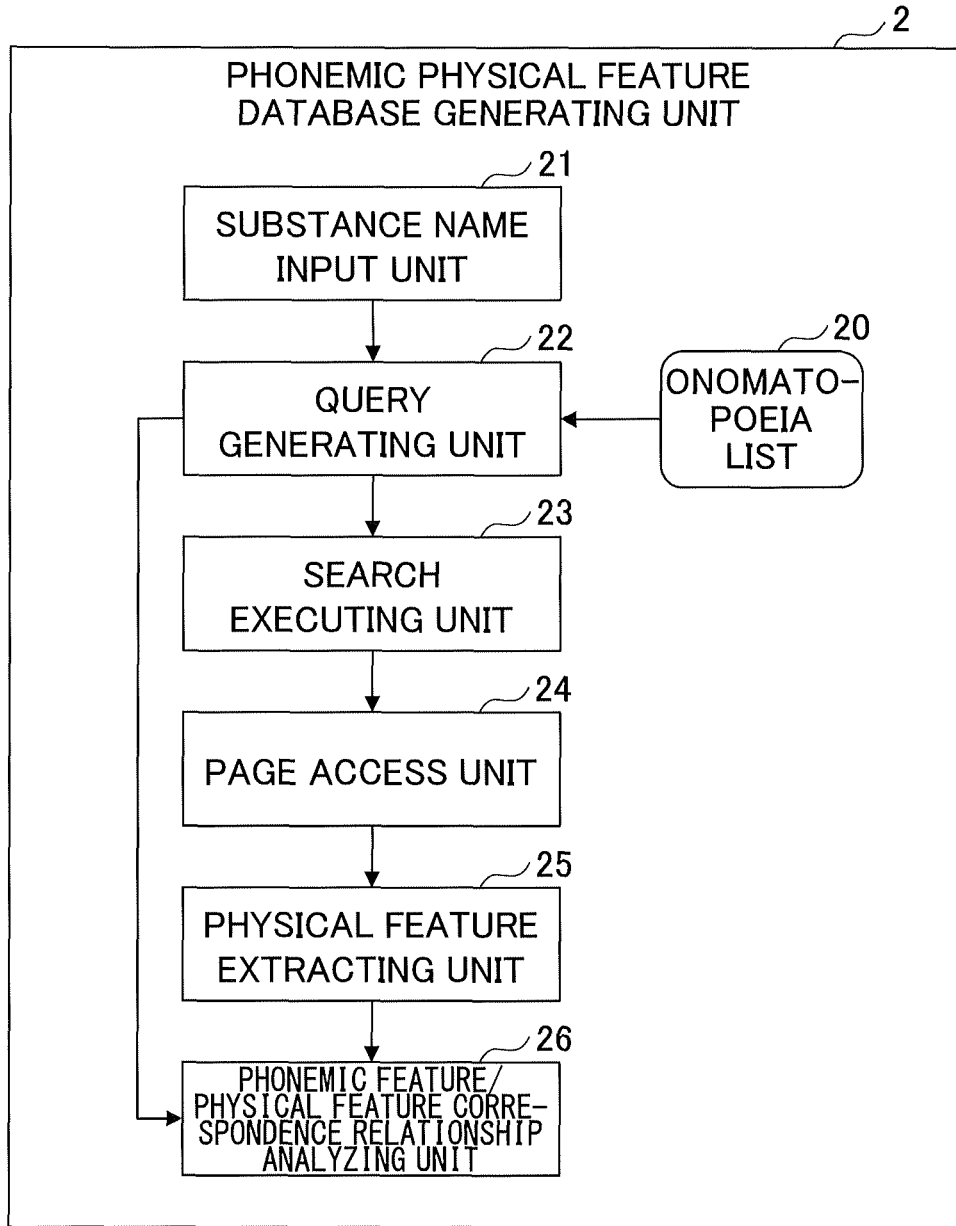 2
PHONEMIC PHYSICAL FEATURE
DATABASE GENERATING UNIT
21
SUBSTANCE NAME
INPUT UNIT
22
QUERY
GENERATING UNIT
20
ONOMATO-
POEIA
LIST
23
SEARCH
EXECUTING UNIT
24
PAGE ACCESS UNIT
25
PHYSICAL FEATURE
EXTRACTING UNIT
26
PHONEMIC FEATURE/
PHYSICAL FEATURE CORRE-
SPONDENCE RELATIONSHIP
ANALYZING UNIT